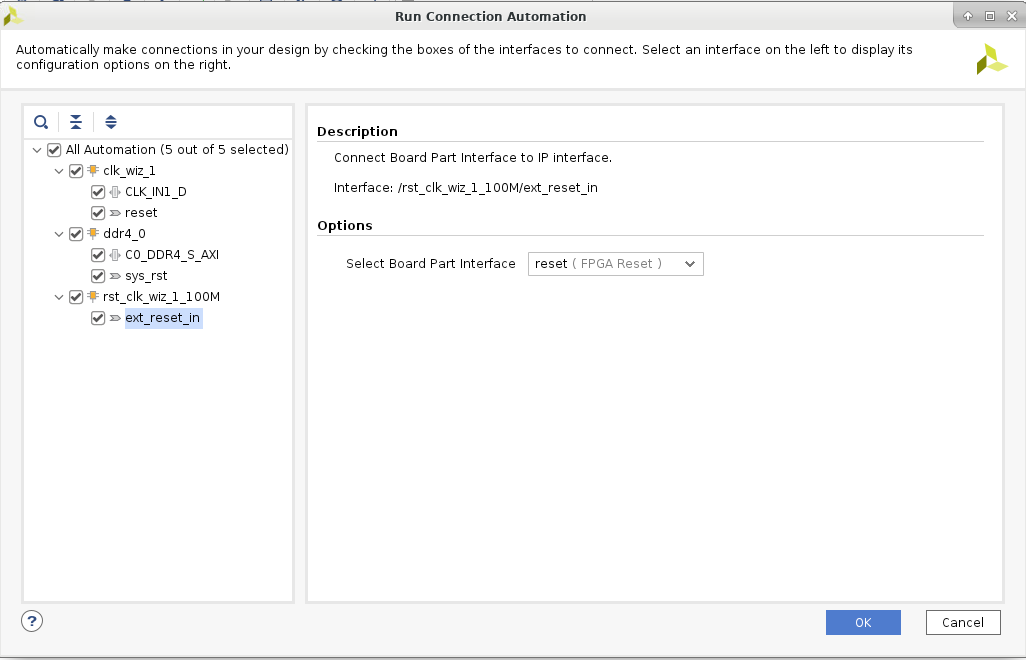 Run Connection Automation
Automatically make connections in your design by checking the boxes of the interfaces to connect. Select an interface on the left to display its
configuration options on the right.
All Automation (5 out of 5 selected)
clk_wiz_1
CLK_IN1_D
reset
ddr4_0
C0_DDR4_S_AXI
sys_rst
rst_clk_wiz_1_100M
ext_reset_in
Description
Connect Board Part Interface to IP interface.
Interface: /rst_clk_wiz_1_100M/ext_reset_in
Options
Select Board Part Interface reset ( FPGA Reset )
?
OK
Cancel